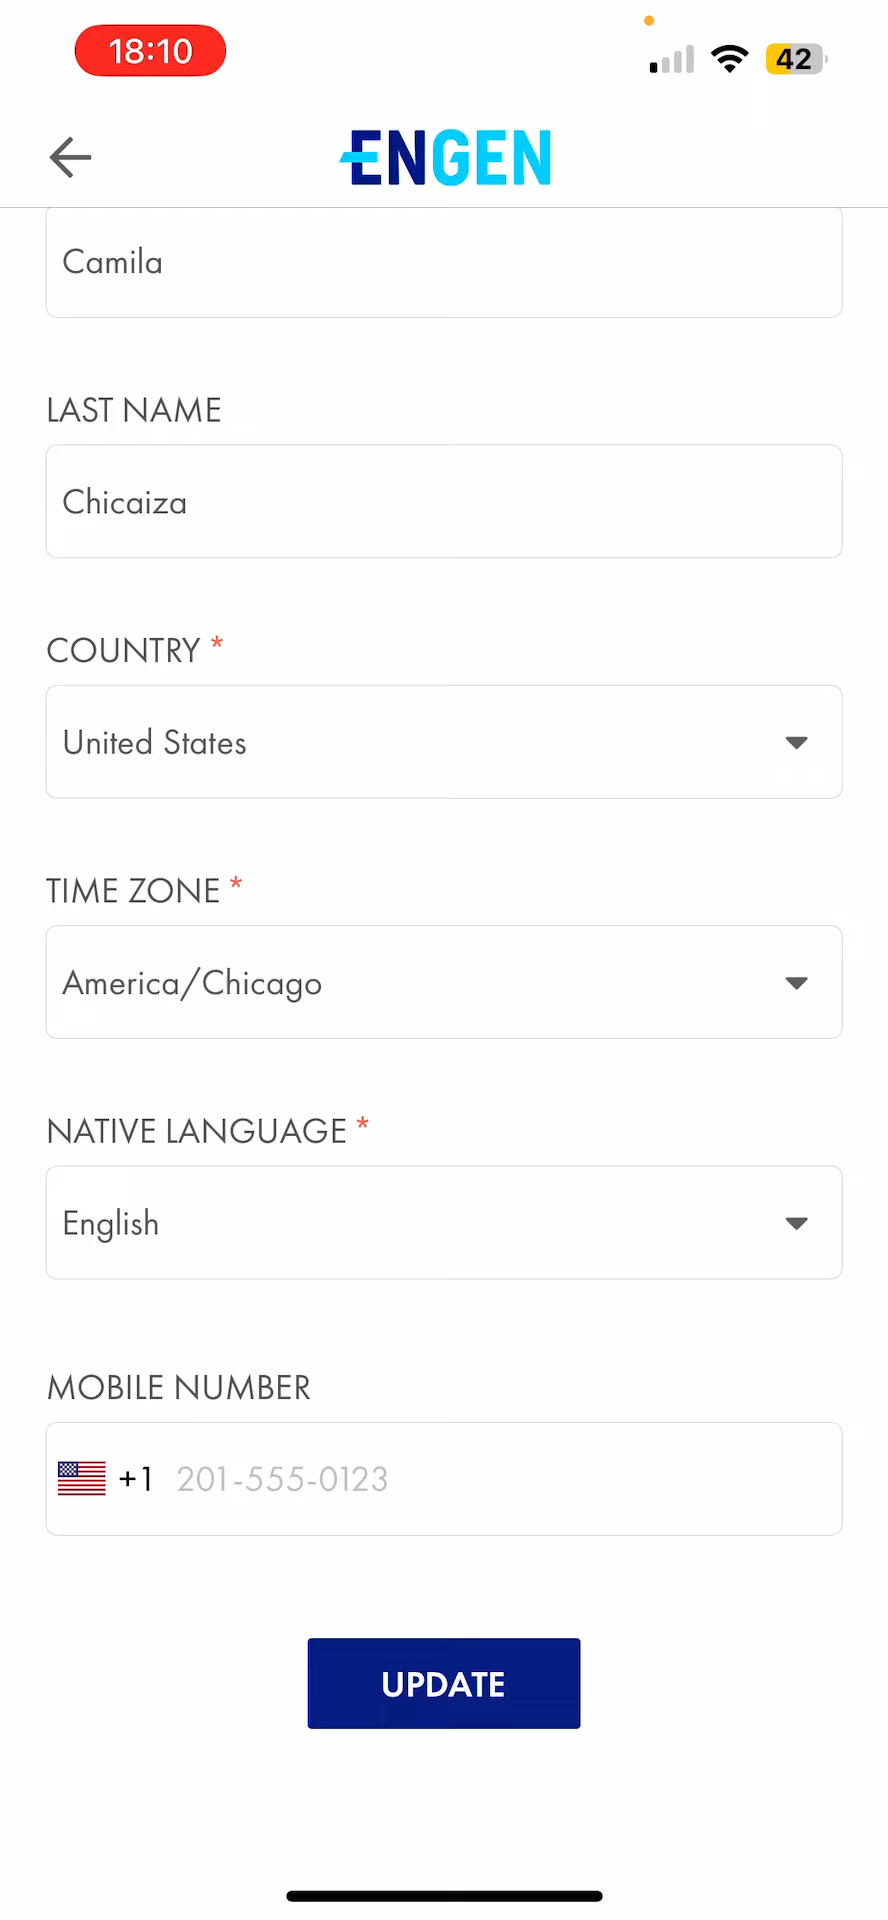 18:10
42
ENGEN
Camila
LAST NAME
Chicaiza
COUNTRY *
United States
TIME ZONE *
America/Chicago
NATIVE LANGUAGE *
English
MOBILE NUMBER
+1 201-555-0123
UPDATE